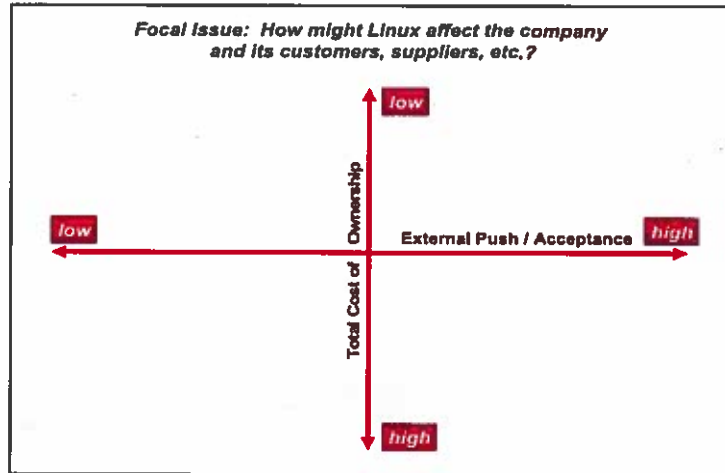 Focal Issue: How might Linux affect the company
and its customers, suppliers, etc.?
low
low
External Push / Acceptance
high
Total Cost of Ownership
high